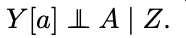 Y[a] ⫫ A | Z.